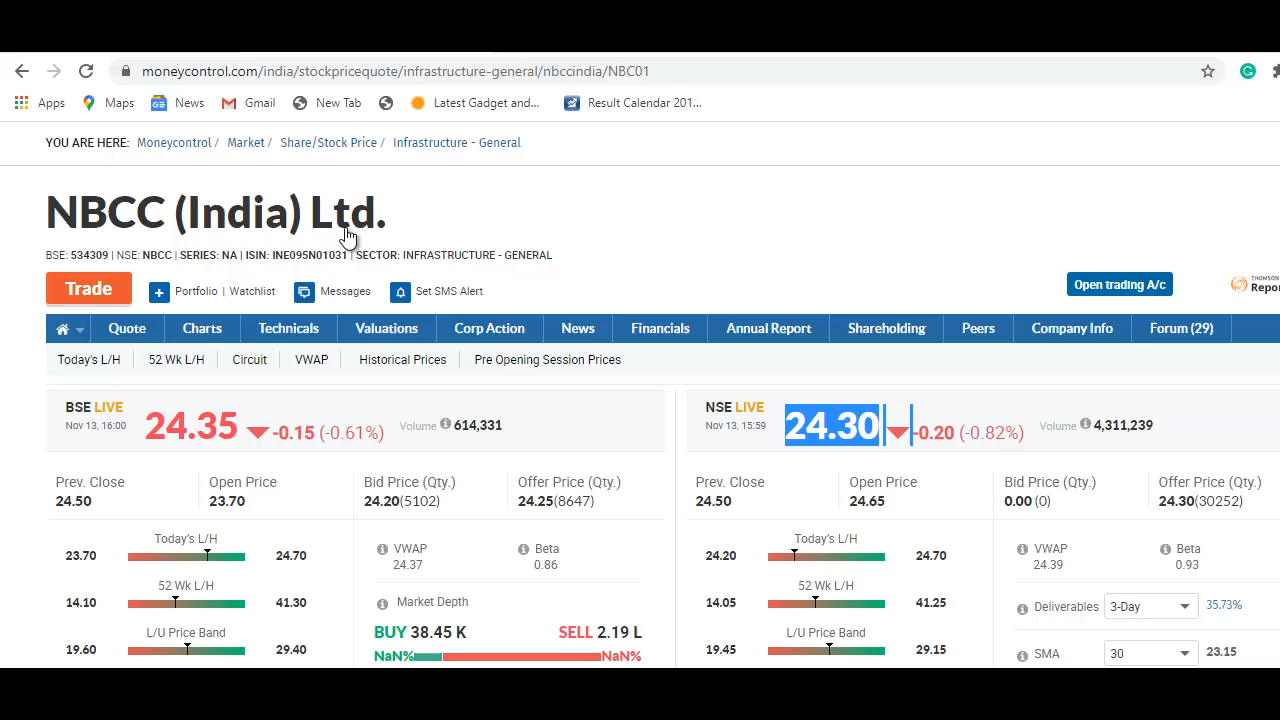 moneycontrol.com/india/stockpricequote/infrastructure-general/nbccindia/NBC01
Apps Maps News Gmail New Tab Latest Gadget and... Result Calendar 201...
YOU ARE HERE: Moneycontrol / Market / Share/Stock Price / Infrastructure - General
NBCC (India) Ltd.
BSE: 534309 | NSE: NBCC | SERIES: NA | ISIN: INE095N01031 | SECTOR: INFRASTRUCTURE - GENERAL
Trade + Portfolio | Watchlist Messages Set SMS Alert Open trading A/c THOMSON
Quote Charts Technicals Valuations Corp Action News Financials Annual Report Shareholding Peers Company Info Forum (29)
Today's L/H 52 Wk L/H Circuit VWAP Historical Prices Pre Opening Session Prices
BSE LIVE
Nov 13, 16:00
24.35 -0.15 (-0.61%) Volume 614,331
Prev. Close Open Price Bid Price (Qty.) Offer Price (Qty.)
24.50 23.70 24.20(5102) 24.25(8647)
Today's L/H
23.70 24.70
52 Wk L/H
14.10 41.30
L/U Price Band
19.60 29.40
VWAP Beta
24.37 0.86
Market Depth
BUY 38.45 K SELL 2.19 L
NaN% NaN%
NSE LIVE
Nov 13, 15:59
24.30 -0.20 (-0.82%) Volume 4,311,239
Prev. Close Open Price Bid Price (Qty.) Offer Price (Qty.)
24.50 24.65 0.00 (0) 24.30(30252)
Today's L/H
24.20 24.70
52 Wk L/H
14.05 41.25
L/U Price Band
19.45 29.15
VWAP Beta
24.39 0.93
Deliverables 3-Day 35.73%
SMA 30 23.15